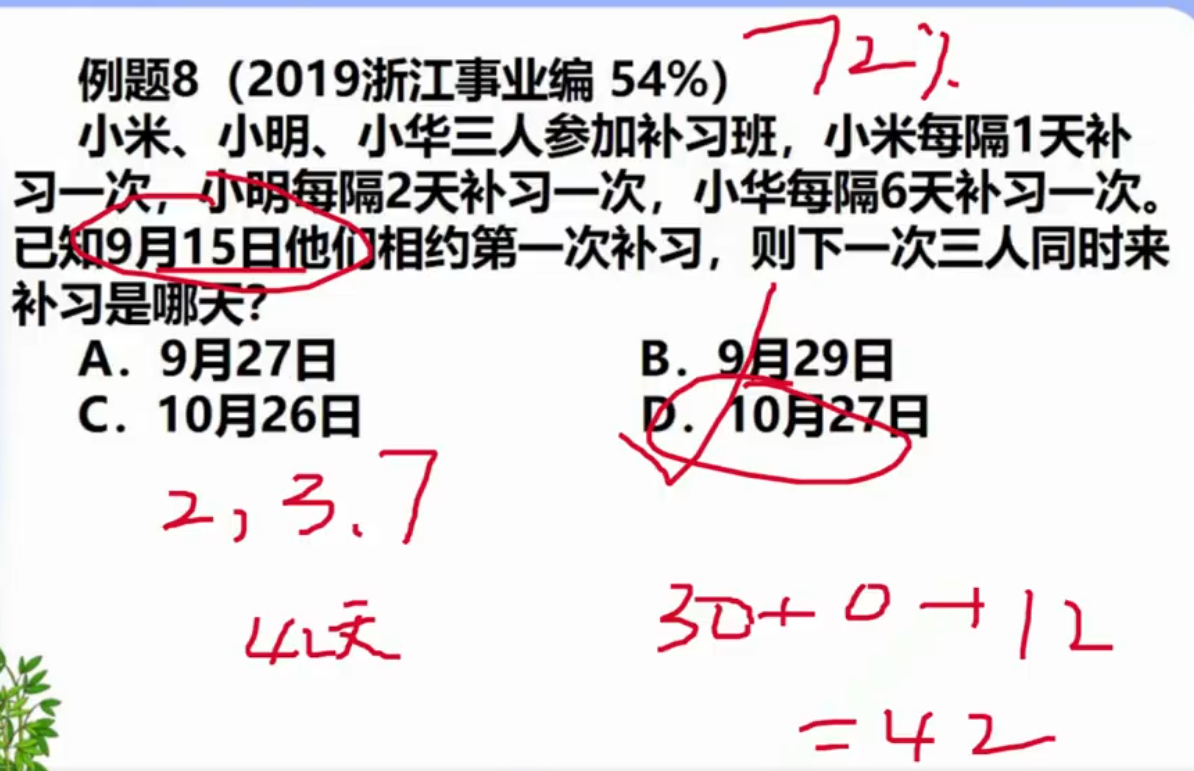 例题8（2019浙江事业编 54%）
72%
小米、小明、小华三人参加补习班，小米每隔1天补
习一次，小明每隔2天补习一次，小华每隔6天补习一次。
已知9月15日他们相约第一次补习，则下一次三人同时来
补习是哪天？
A．9月27日
B．9月29日
C．10月26日
D．10月27日
2，3、7
42天
30+0+12
=42